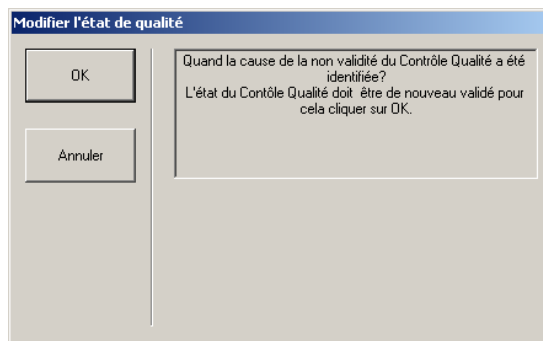 Modifier l'état de qualité
OK
Annuler
Quand la cause de la non validité du Contrôle Qualité a été
identifiée?
L'état du Contôle Qualité doit être de nouveau validé pour
cela cliquer sur OK.